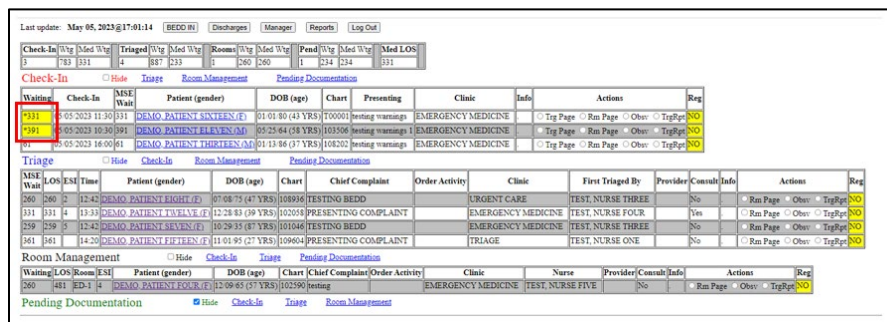 Last update: May 05, 2023@17:01:14 BEDD IN Discharges Manager Reports Log Out
Check-In Wtg Med Wtg Triaged Wtg Med Wtg Rooms Wtg Med Wtg Pend Wtg Med Wtg Med LOS
3 783 331 4 887 233 1 260 260 1 234 234 331
Check-In Hide Triage Room Management Pending Documentation
Waiting Check-In MSE Wait Patient (gender) DOB (age) Chart Presenting Clinic Info Actions Reg
*331 05/05/2023 11:30 331 DEMO, PATIENT SIXTEEN (F) 01/01/80 (43 YRS) T00001 testing warnings EMERGENCY MEDICINE . Trg Page Rm Page Obsv TrgRpt NO
*391 05/05/2023 10:30 391 DEMO, PATIENT ELEVEN (M) 05/25/64 (58 YRS) 103506 testing warnings 1 EMERGENCY MEDICINE . Trg Page Rm Page Obsv TrgRpt NO
61 05/05/2023 16:00 61 DEMO, PATIENT THIRTEEN (M) 01/13/86 (37 YRS) 108202 testing warnings EMERGENCY MEDICINE . Trg Page Rm Page Obsv TrgRpt NO
Triage Hide Check-In Room Management Pending Documentation
MSE Wait LOS ESI Time Patient (gender) DOB (age) Chart Chief Complaint Order Activity Clinic First Triaged By Provider Consult Info Actions Reg
260 260 2 12:42 DEMO, PATIENT EIGHT (F) 07/08/75 (47 YRS) 108936 TESTING BEDD URGENT CARE TEST, NURSE THREE No . Rm Page Obsv TrgRpt NO
331 331 4 13:33 DEMO, PATIENT TWELVE (F) 12/28/83 (39 YRS) 102058 PRESENTING COMPLAINT EMERGENCY MEDICINE TEST, NURSE FOUR Yes . Rm Page Obsv TrgRpt NO
259 259 5 12:42 DEMO, PATIENT SEVEN (F) 10/29/35 (87 YRS) 101046 TESTING BEDD EMERGENCY MEDICINE TEST, NURSE THREE No . Rm Page Obsv TrgRpt NO
361 361 14:20 DEMO, PATIENT FIFTEEN (F) 11/01/95 (27 YRS) 109604 PRESENTING COMPLAINT TRIAGE TEST, NURSE ONE No . Rm Page Obsv TrgRpt NO
Room Management Hide Check-In Triage Pending Documentation
Waiting LOS Room ESI Patient (gender) DOB (age) Chart Chief Complaint Order Activity Clinic Nurse Provider Consult Info Actions Reg
260 481 ED-1 4 DEMO, PATIENT FOUR (F) 12/09/65 (57 YRS) 102590 testing EMERGENCY MEDICINE TEST, NURSE FIVE No . Rm Page Obsv TrgRpt NO
Pending Documentation Hide Check-In Triage Room Management